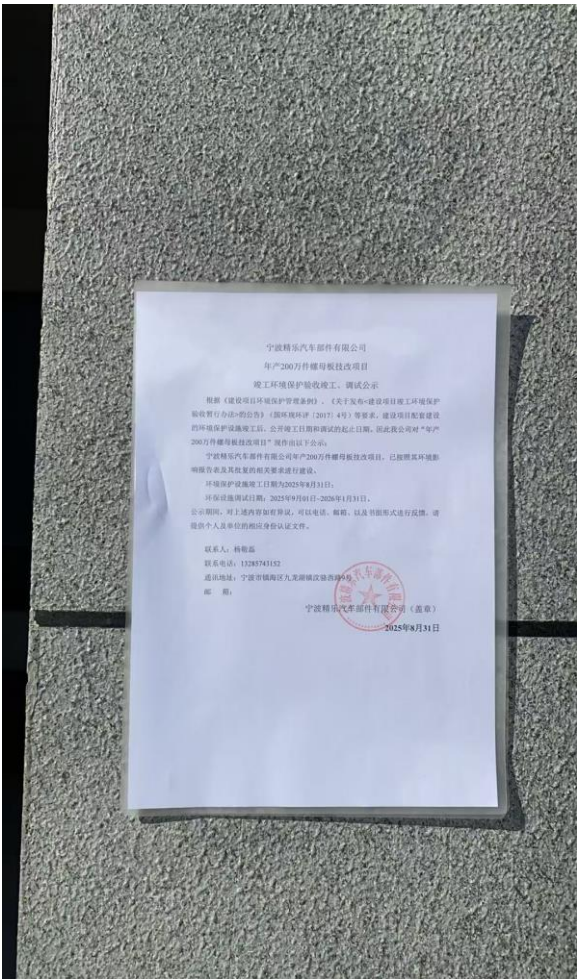 宁波精乐汽车部件有限公司
年产200万件螺母板技改项目
竣工环境保护验收竣工、调试公示
根据《建设项目环境保护管理条例》、《关于发布<建设项目竣工环境保护
验收暂行办法>的公告》（国环规环评〔2017〕4号）等要求，建设项目配套建设
的环境保护设施竣工后，公开竣工日期和调试的起止日期。因此我公司对“年产
200万件螺母板技改项目”现作出以下公示：
宁波精乐汽车部件有限公司年产200万件螺母板技改项目，已按照其环境影
响报告表及其批复的相关要求进行建设。
环境保护设施竣工日期为2025年8月31日；
环保设施调试日期：2025年9月01日~2026年1月31日。
公示期间，对上述内容如有异议，可以电话、邮箱、以及书面形式进行反馈，请
提供个人及单位的相应身份认证文件。
联系人：杨
联系电话：13285743152
通讯地址：宁波市镇海区九龙湖镇汶骆西路9号
邮 箱：
宁波精乐汽车部件有限公司（盖章）
2025年8月31日